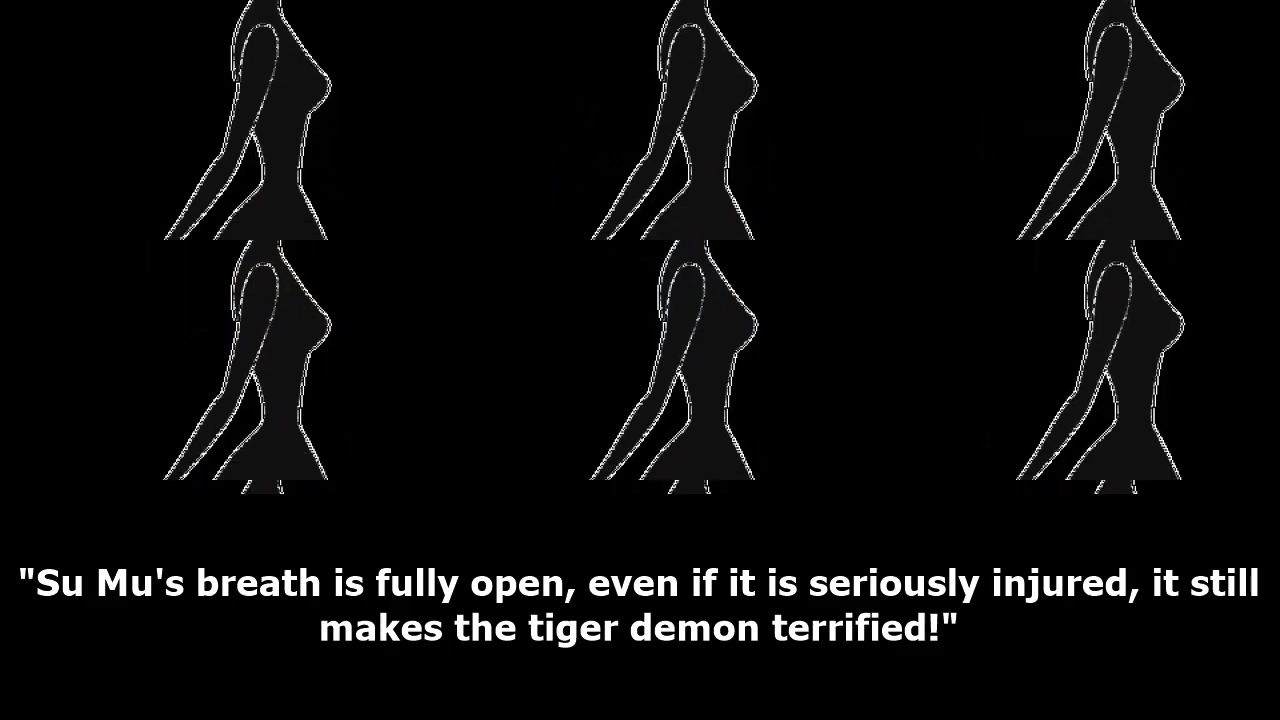 "Su Mu's breath is fully open, even if it is seriously injured, it still
makes the tiger demon terrified!"